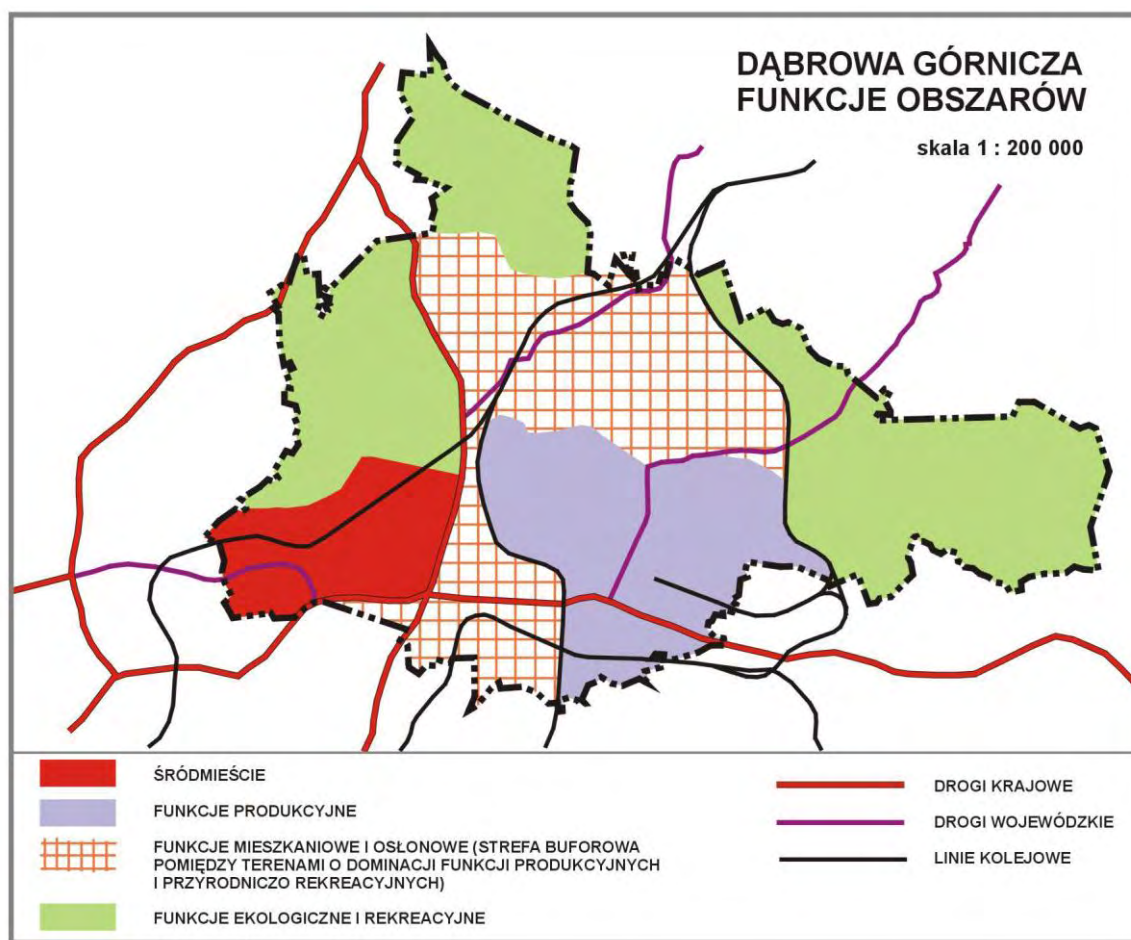 DĄBROWA GÓRNICZA
FUNKCJE OBSZARÓW
skala 1 : 200 000
ŚRÓDMIEŚCIE
FUNKCJE PRODUKCYJNE
FUNKCJE MIESZKANIOWE I OSŁONOWE (STREFA BUFOROWA
POMIĘDZY TERENAMI O DOMINACJI FUNKCJI PRODUKCYJNYCH
I PRZYRODNICZO REKREACYJNYCH)
FUNKCJE EKOLOGICZNE I REKREACYJNE
DROGI KRAJOWE
DROGI WOJEWÓDZKIE
LINIE KOLEJOWE